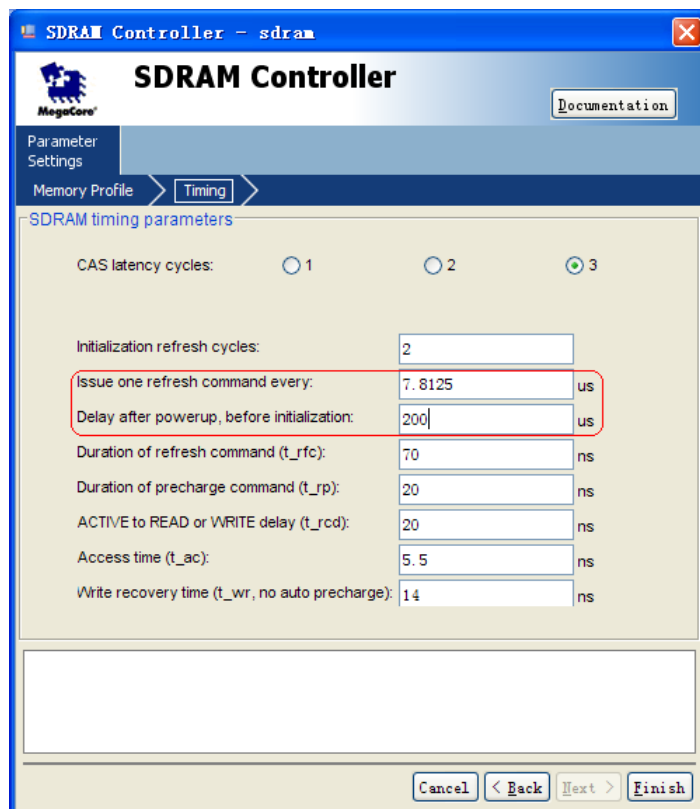 SDRAM Controller - sdram
SDRAM Controller
MegaCore®
Documentation
Parameter
Settings
Memory Profile
Timing
SDRAM timing parameters
CAS latency cycles: 1 2 3
Initialization refresh cycles: 2
Issue one refresh command every: 7.8125 us
Delay after powerup, before initialization: 200 us
Duration of refresh command (t_rfc): 70 ns
Duration of precharge command (t_rp): 20 ns
ACTIVE to READ or WRITE delay (t_rcd): 20 ns
Access time (t_ac): 5.5 ns
Write recovery time (t_wr, no auto precharge): 14 ns
Cancel < Back Next > Finish